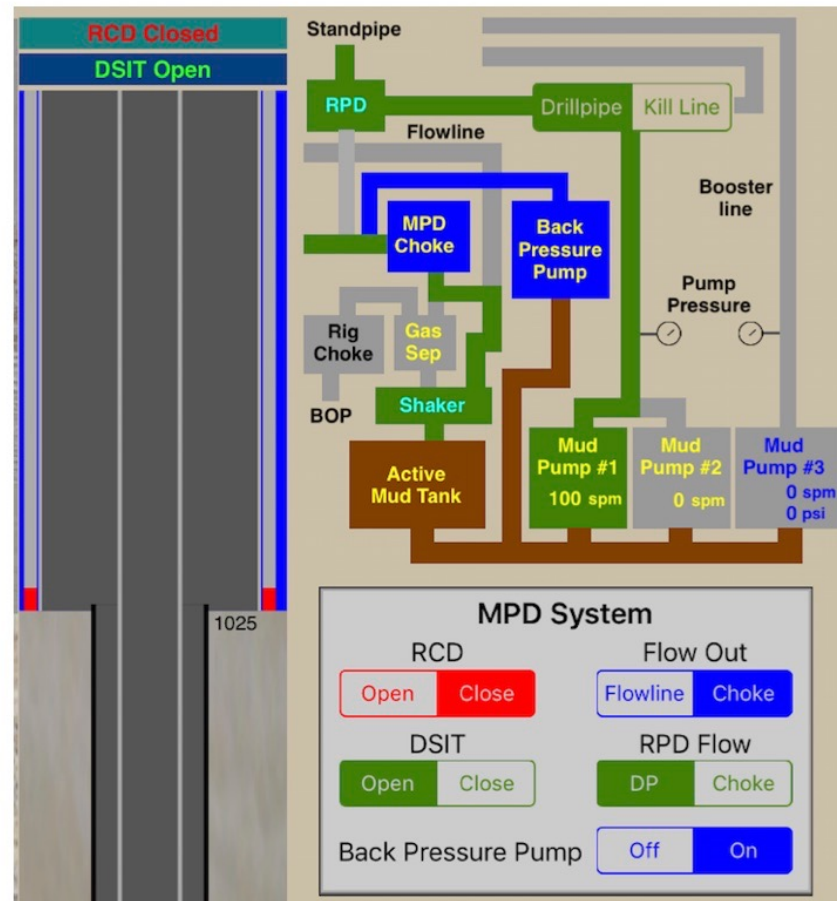 RCD Closed
DSIT Open
1025
Standpipe
RPD
Drillpipe Kill Line
Flowline
MPD
Choke
Back
Pressure
Pump
Booster
line
Pump
Pressure
Rig
Choke
Gas
Sep
BOP
Shaker
Active
Mud Tank
Mud
Pump #1
100 spm
Mud
Pump #2
0 spm
Mud
Pump #3
0 spm
0 psi
MPD System
RCD
Open Close
Flow Out
Flowline Choke
DSIT
Open Close
RPD Flow
DP Choke
Back Pressure Pump Off On